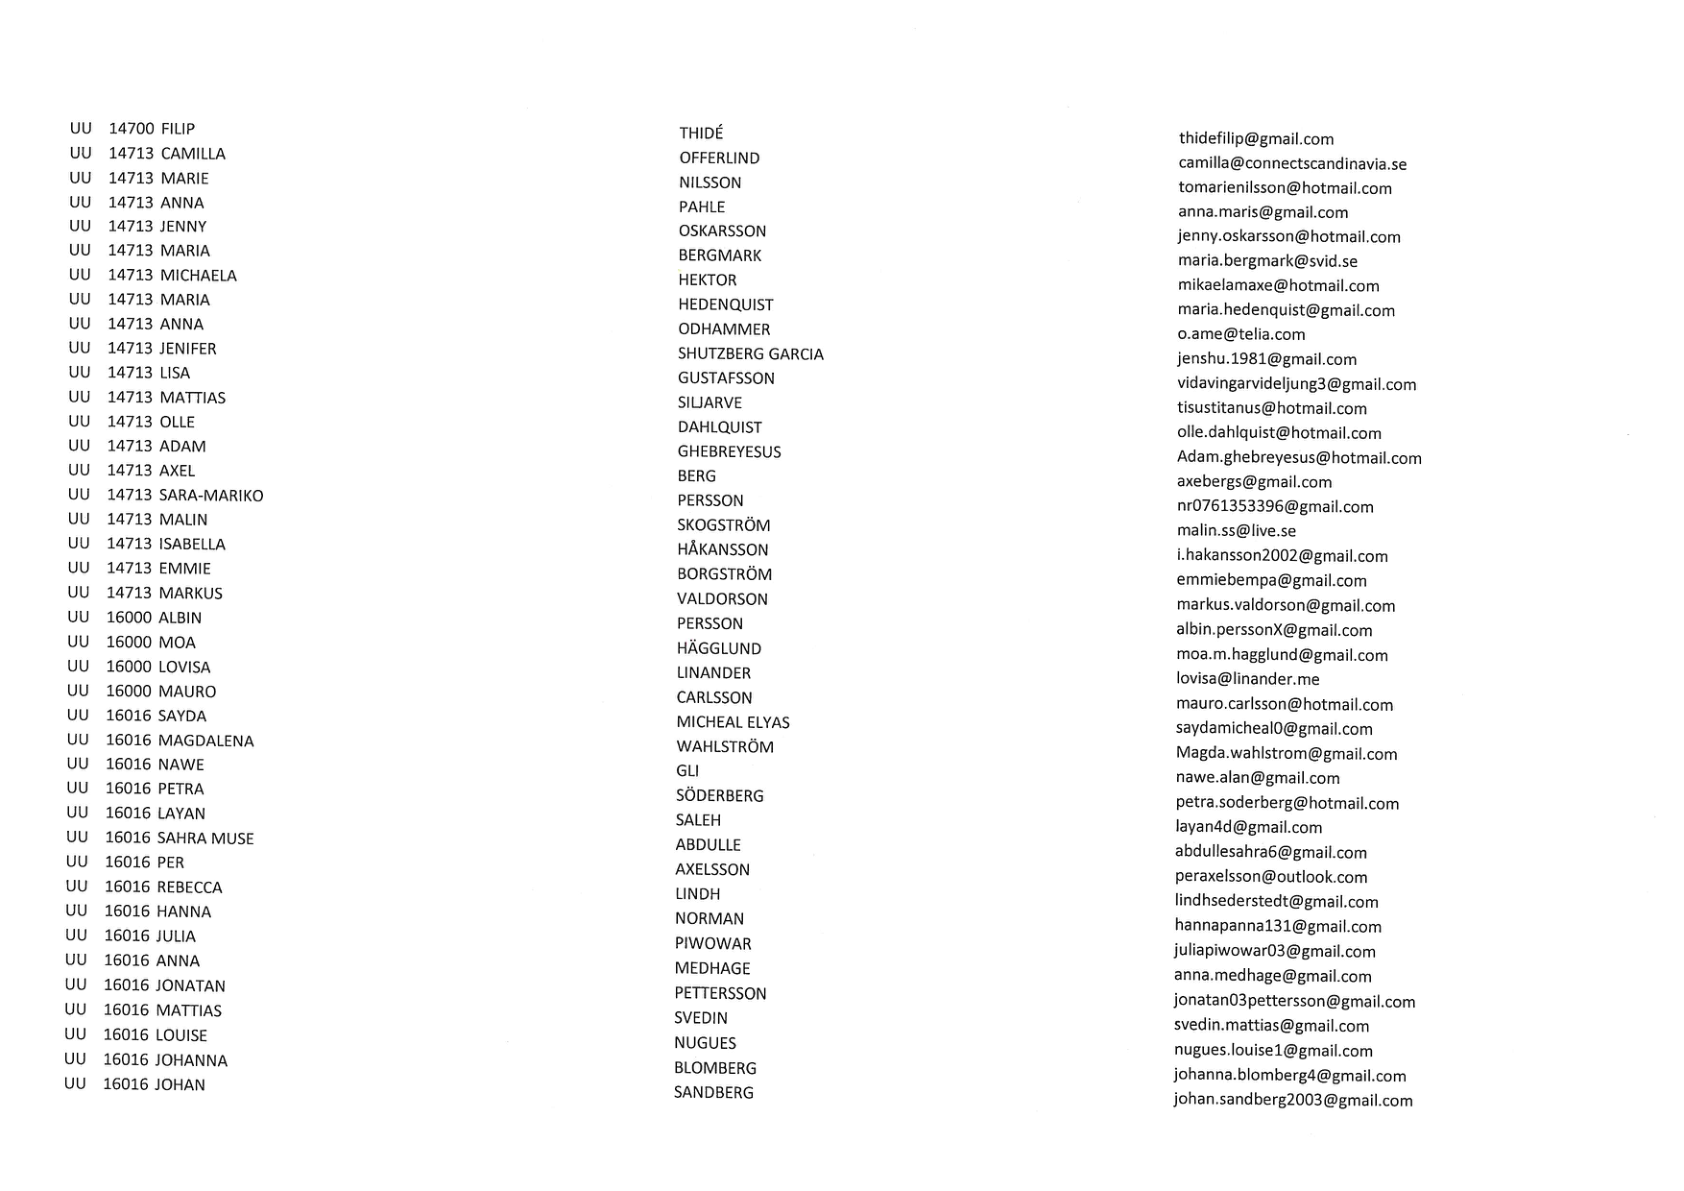 UU 14700 FILIP THIDÉ thidefilip@gmail.com
UU 14713 CAMILLA OFFERLIND camilla@connectscandinavia.se
UU 14713 MARIE NILSSON tomarienilsson@hotmail.com
UU 14713 ANNA PAHLE anna.maris@gmail.com
UU 14713 JENNY OSKARSSON jenny.oskarsson@hotmail.com
UU 14713 MARIA BERGMARK maria.bergmark@svid.se
UU 14713 MICHAELA HEKTOR mikaelamaxe@hotmail.com
UU 14713 MARIA HEDENQUIST maria.hedenquist@gmail.com
UU 14713 ANNA ODHAMMER o.ame@telia.com
UU 14713 JENIFER SHUTZBERG GARCIA jenshu.1981@gmail.com
UU 14713 LISA GUSTAFSSON vidavingarvideljung3@gmail.com
UU 14713 MATTIAS SILJARVE tisustitanus@hotmail.com
UU 14713 OLLE DAHLQUIST olle.dahlquist@hotmail.com
UU 14713 ADAM GHEBREYESUS Adam.ghebreyesus@hotmail.com
UU 14713 AXEL BERG axebergs@gmail.com
UU 14713 SARA-MARIKO PERSSON nr0761353396@gmail.com
UU 14713 MALIN SKOGSTRÖM malin.ss@live.se
UU 14713 ISABELLA HÅKANSSON i.hakansson2002@gmail.com
UU 14713 EMMIE BORGSTRÖM emmiebempa@gmail.com
UU 14713 MARKUS VALDORSON markus.valdorson@gmail.com
UU 16000 ALBIN PERSSON albin.perssonX@gmail.com
UU 16000 MOA HÄGGLUND moa.m.hagglund@gmail.com
UU 16000 LOVISA LINANDER lovisa@linander.me
UU 16000 MAURO CARLSSON mauro.carlsson@hotmail.com
UU 16016 SAYDA MICHEAL ELYAS saydamicheal0@gmail.com
UU 16016 MAGDALENA WAHLSTRÖM Magda.wahlstrom@gmail.com
UU 16016 NAWE GLI nawe.alan@gmail.com
UU 16016 PETRA SÖDERBERG petra.soderberg@hotmail.com
UU 16016 LAYAN SALEH layan4d@gmail.com
UU 16016 SAHRA MUSE ABDULLE abdullesahra6@gmail.com
UU 16016 PER AXELSSON peraxelsson@outlook.com
UU 16016 REBECCA LINDH lindhsederstedt@gmail.com
UU 16016 HANNA NORMAN hannapanna131@gmail.com
UU 16016 JULIA PIWOWAR juliapiwowar03@gmail.com
UU 16016 ANNA MEDHAGE anna.medhage@gmail.com
UU 16016 JONATAN PETTERSSON jonatan03pettersson@gmail.com
UU 16016 MATTIAS SVEDIN svedin.mattias@gmail.com
UU 16016 LOUISE NUGUES nugues.louise1@gmail.com
UU 16016 JOHANNA BLOMBERG johanna.blomberg4@gmail.com
UU 16016 JOHAN SANDBERG johan.sandberg2003@gmail.com